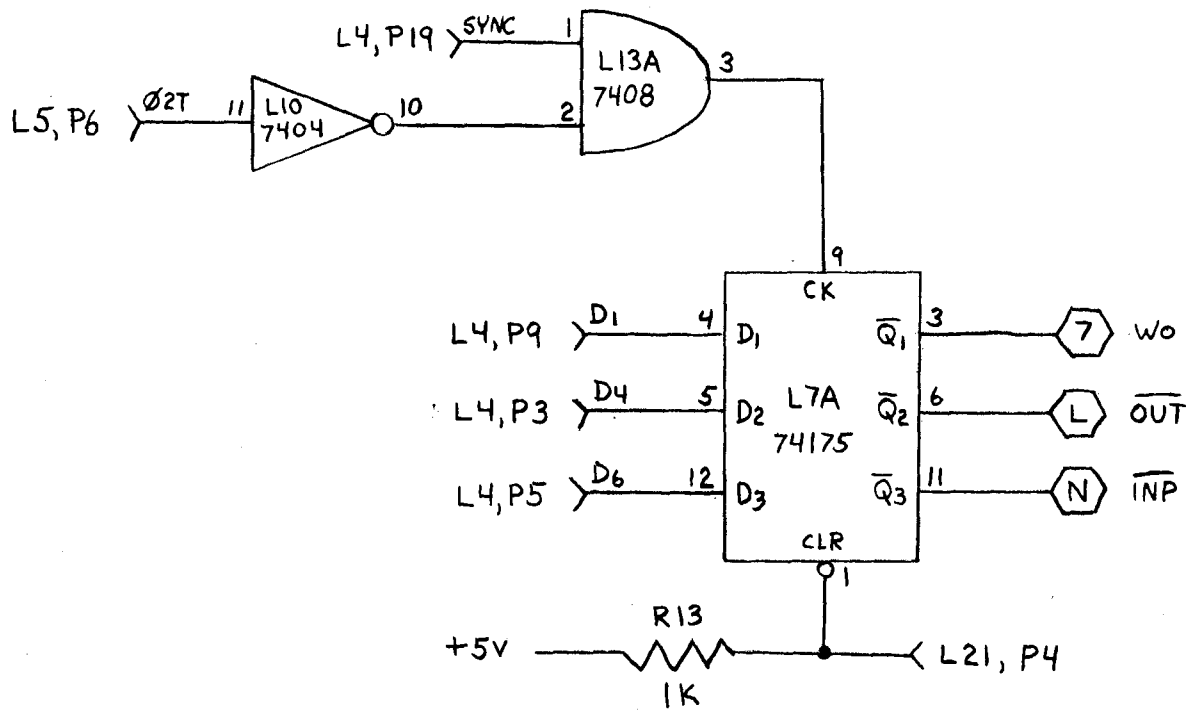 L4, P19
SYNC
1
L13A
7408
3
L5, P6
Ø2T
11
L10
7404
10
2
9
CK
L4, P9
D1
4
D1
Q̅1
3
7
WO
L4, P3
D4
5
D2
L7A
74175
Q̅2
6
L
O̅U̅T̅
L4, P5
D6
12
D3
Q̅3
11
N
I̅N̅P̅
CLR
1
R13
+5V
1K
L21, P4